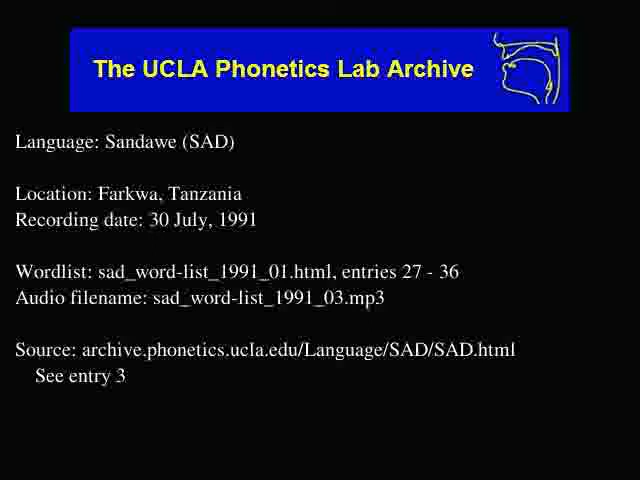 The UCLA Phonetics Lab Archive
Language: Sandawe (SAD)
Location: Farkwa, Tanzania
Recording date: 30 July, 1991
Wordlist: sad_word-list_1991_01.html, entries 27 - 36
Audio filename: sad_word-list_1991_03.mp3
Source: archive.phonetics.ucla.edu/Language/SAD/SAD.html
See entry 3